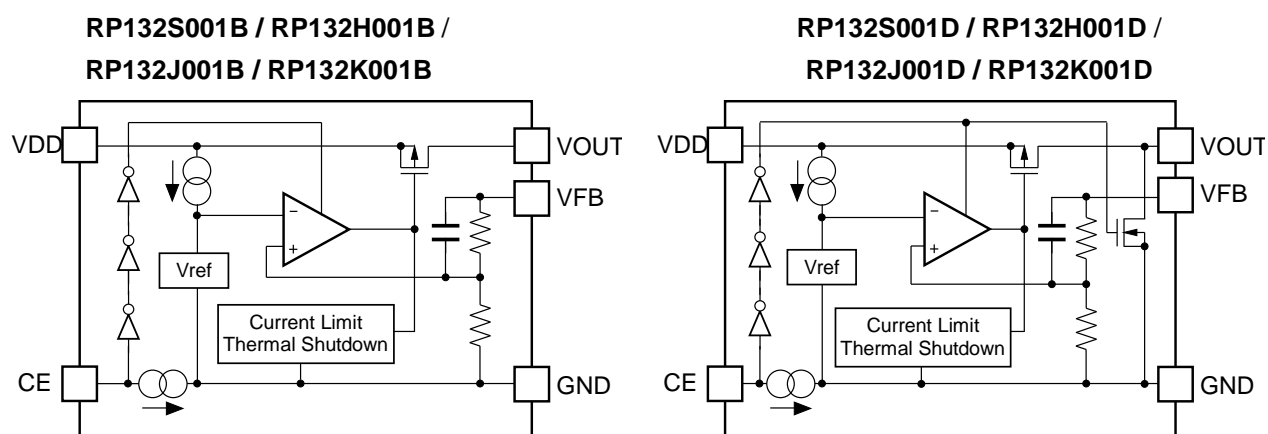 RP132S001B / RP132H001B /
RP132J001B / RP132K001B
VDD
VOUT
VFB
−
+
Vref
Current Limit
Thermal Shutdown
CE
GND
RP132S001D / RP132H001D /
RP132J001D / RP132K001D
VDD
VOUT
VFB
−
+
Vref
Current Limit
Thermal Shutdown
CE
GND